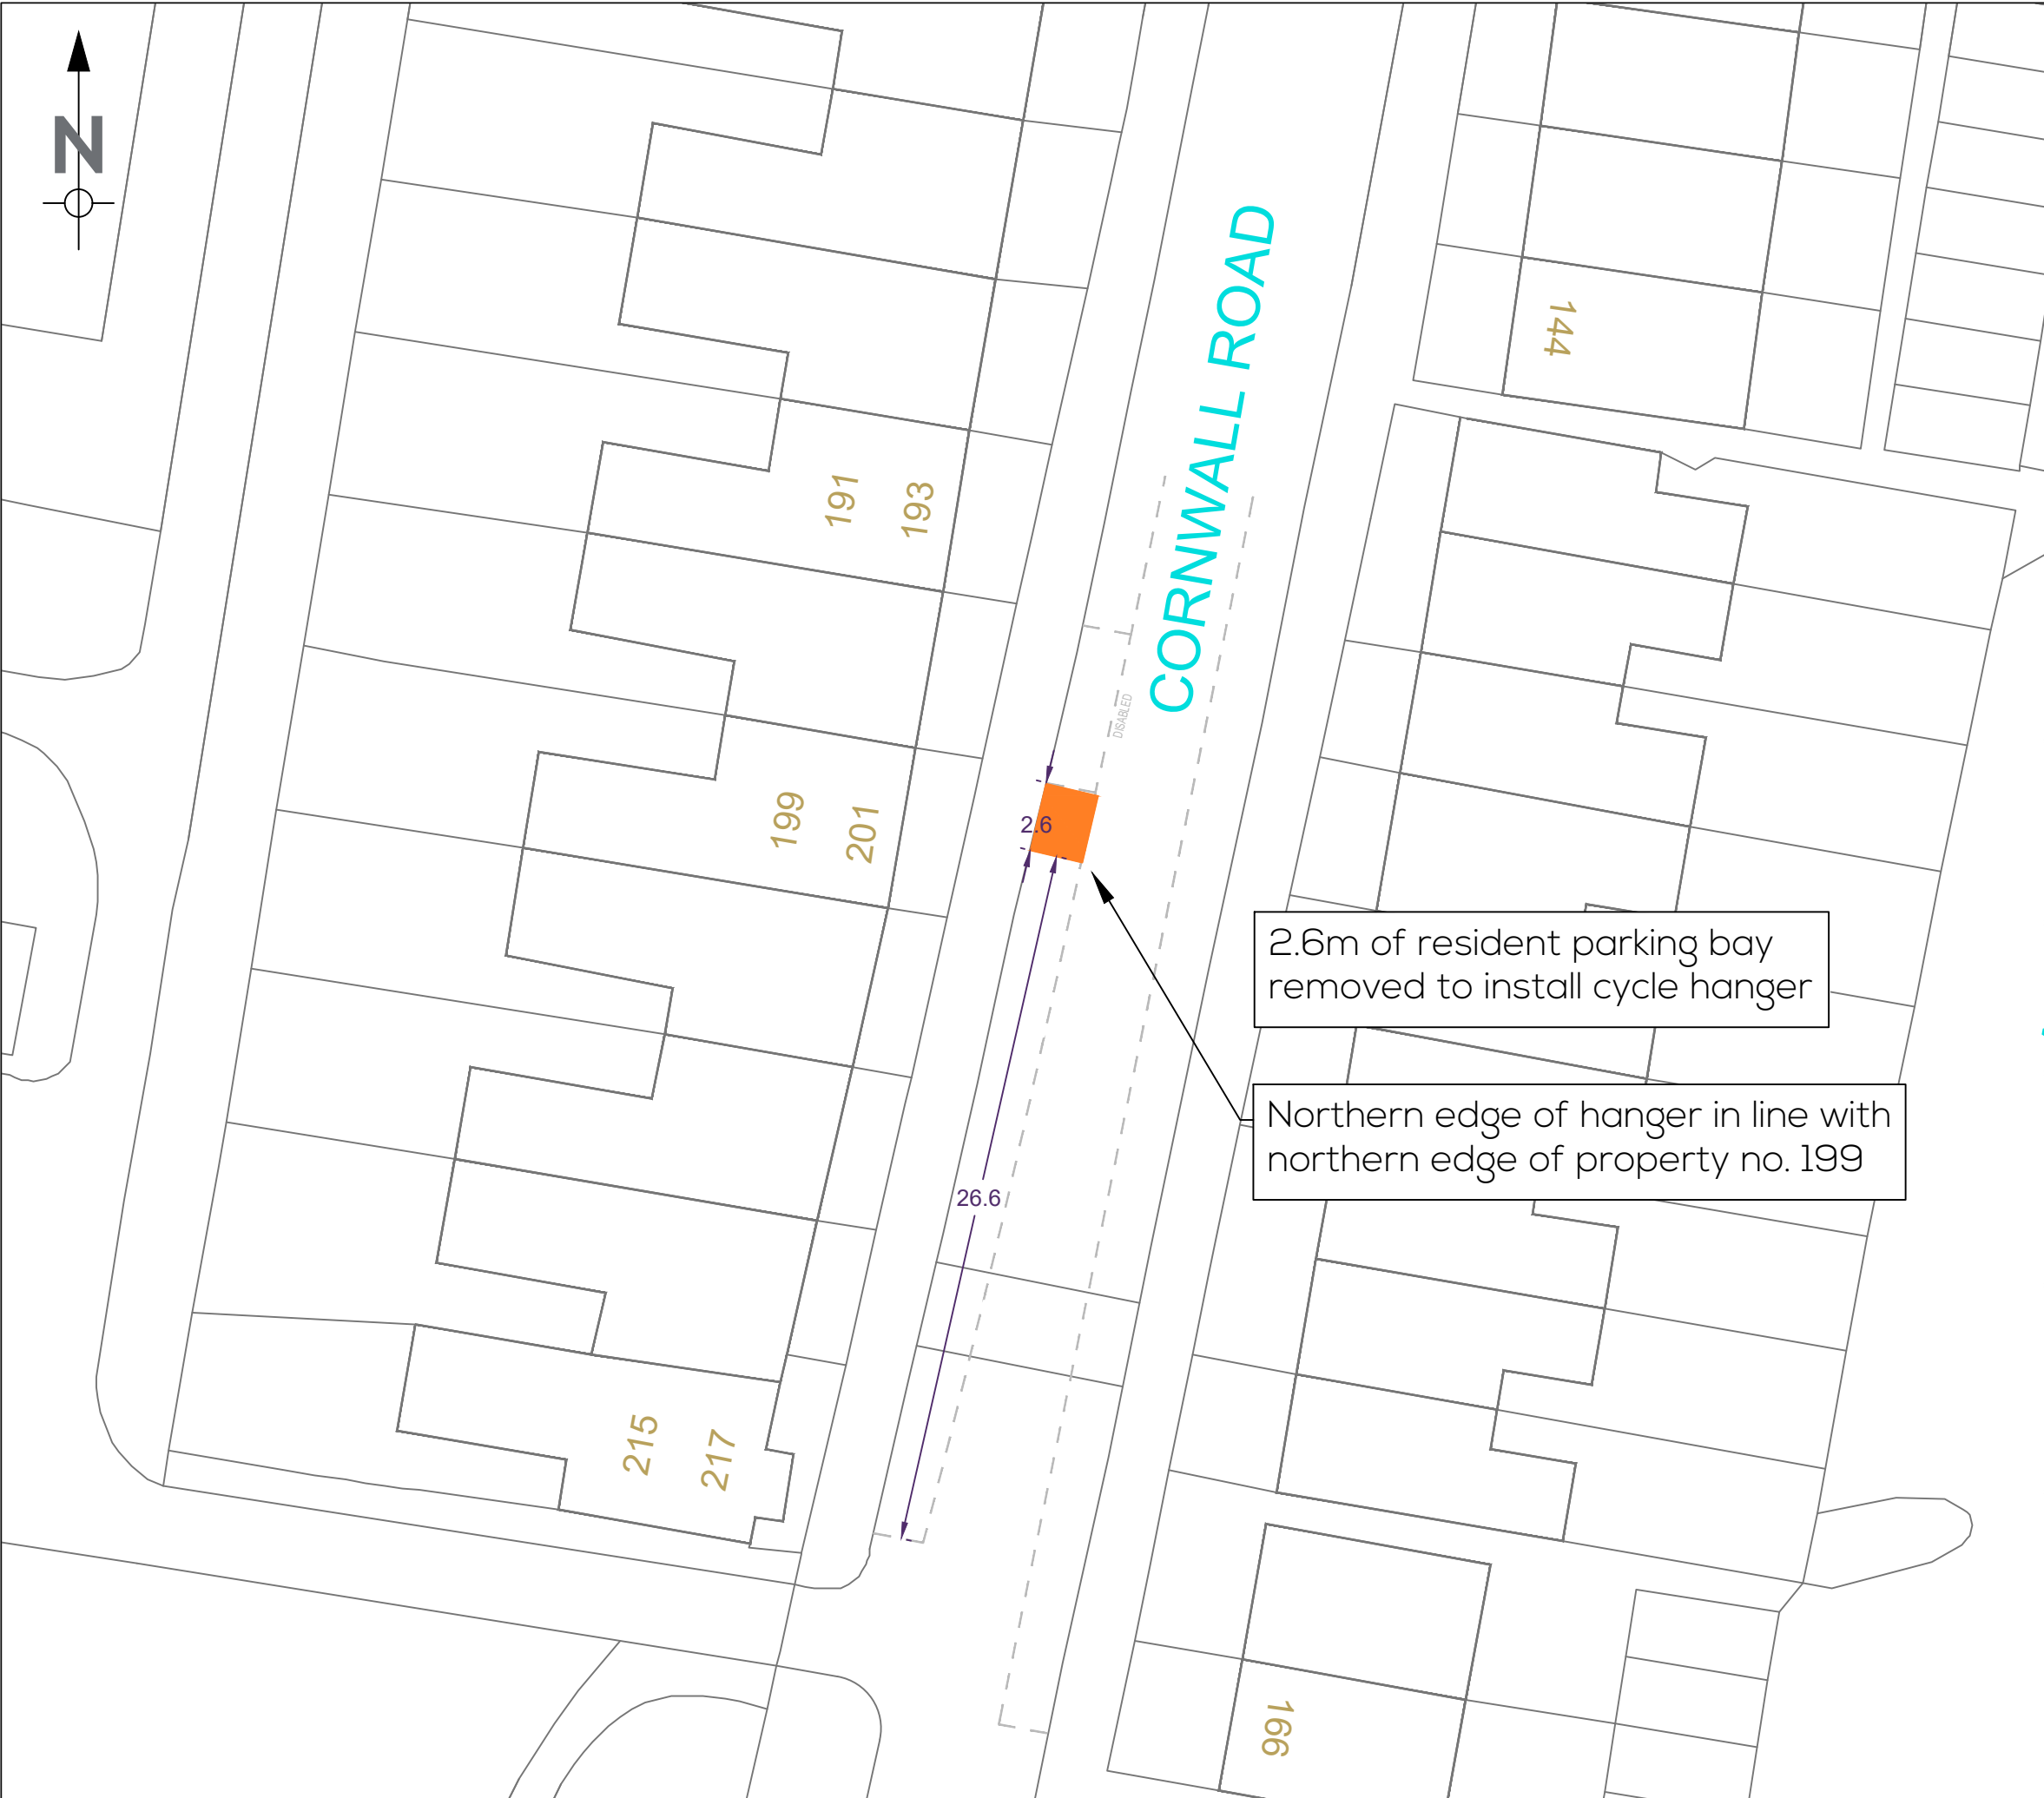 N
CORNWALL ROAD
144
191
193
DISABLED
199
201
2.6
2.6m of resident parking bay
removed to install cycle hanger
Northern edge of hanger in line with
northern edge of property no. 199
26.6
215
217
166